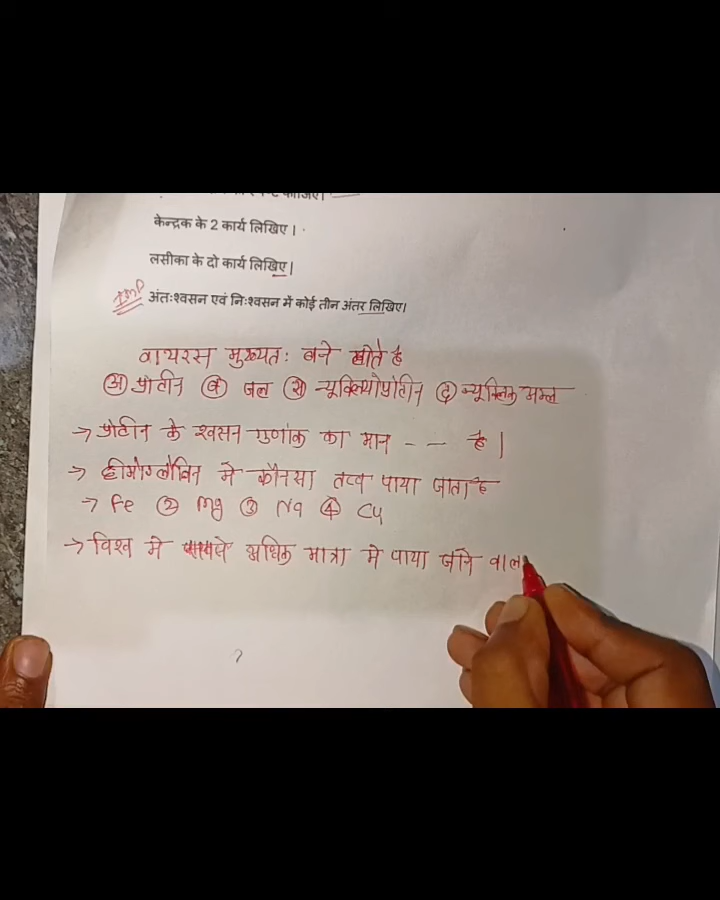 केन्द्रक के 2 कार्य लिखिए।
लसीका के दो कार्य लिखिए।
Imp अंतःश्वसन एवं निःश्वसन में कोई तीन अंतर लिखिए।
वायरस मुख्यतः बने होते है
(अ) प्रोटीन (ब) जल (स) न्यूक्लियोप्रोटीन (द) न्यूक्लिक अम्ल
→ प्रोटीन के श्वसन गुणांक का मान - - है।
→ हीमोग्लोबिन मे कौनसा तत्व पाया जाता है
→ Fe ② Mg ③ Na ④ Cu
→ विश्व मे सबसे अधिक मात्रा मे पाया जाने वाल